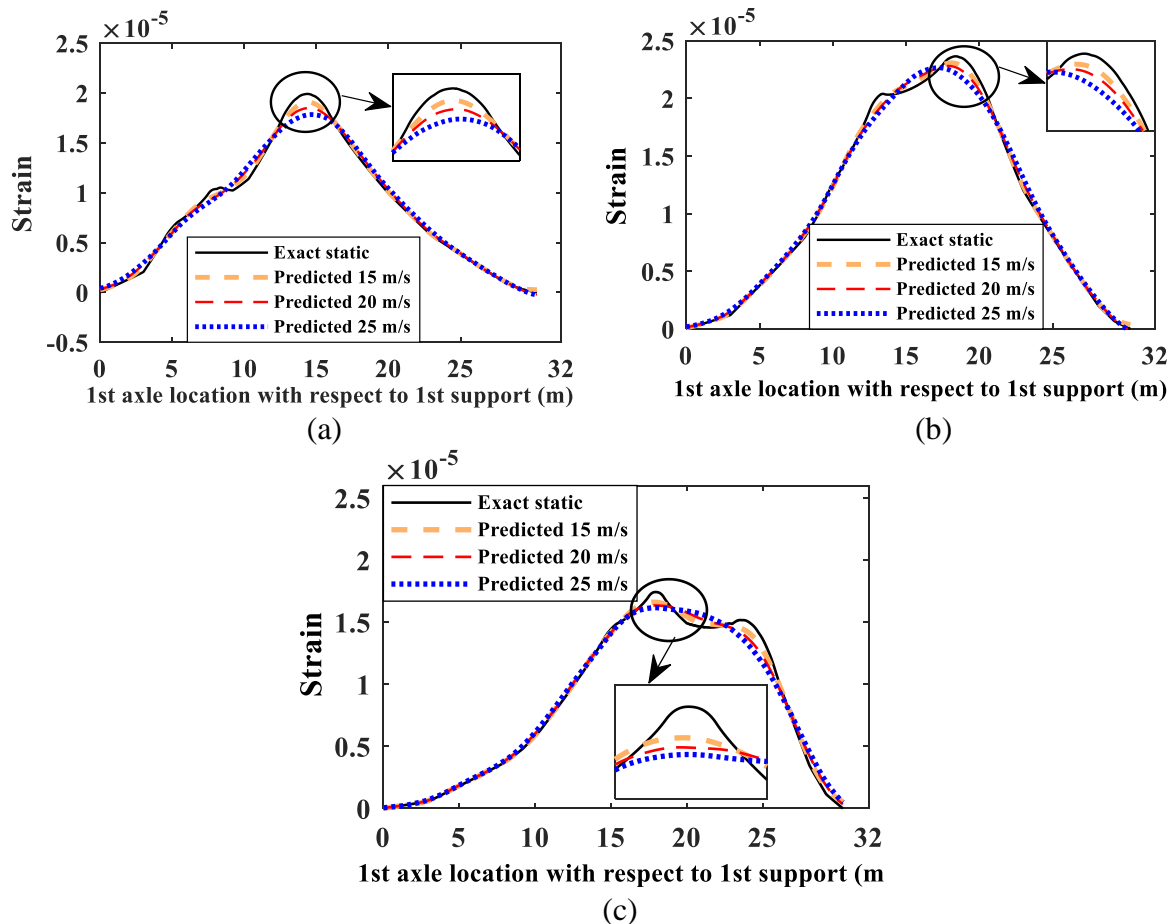 ×10⁻⁵
2.5
2
1.5
1
0.5
0
-0.5
Strain
Exact static
Predicted 15 m/s
Predicted 20 m/s
Predicted 25 m/s
0 5 10 15 20 25 32
1st axle location with respect to 1st support (m)
(a)
×10⁻⁵
2.5
2
1.5
1
0.5
0
Strain
Exact static
Predicted 15 m/s
Predicted 20 m/s
Predicted 25 m/s
0 5 10 15 20 25 32
1st axle location with respect to 1st support (m)
(b)
×10⁻⁵
2.5
2
1.5
1
0.5
0
Strain
Exact static
Predicted 15 m/s
Predicted 20 m/s
Predicted 25 m/s
0 5 10 15 20 25 32
1st axle location with respect to 1st support (m
(c)